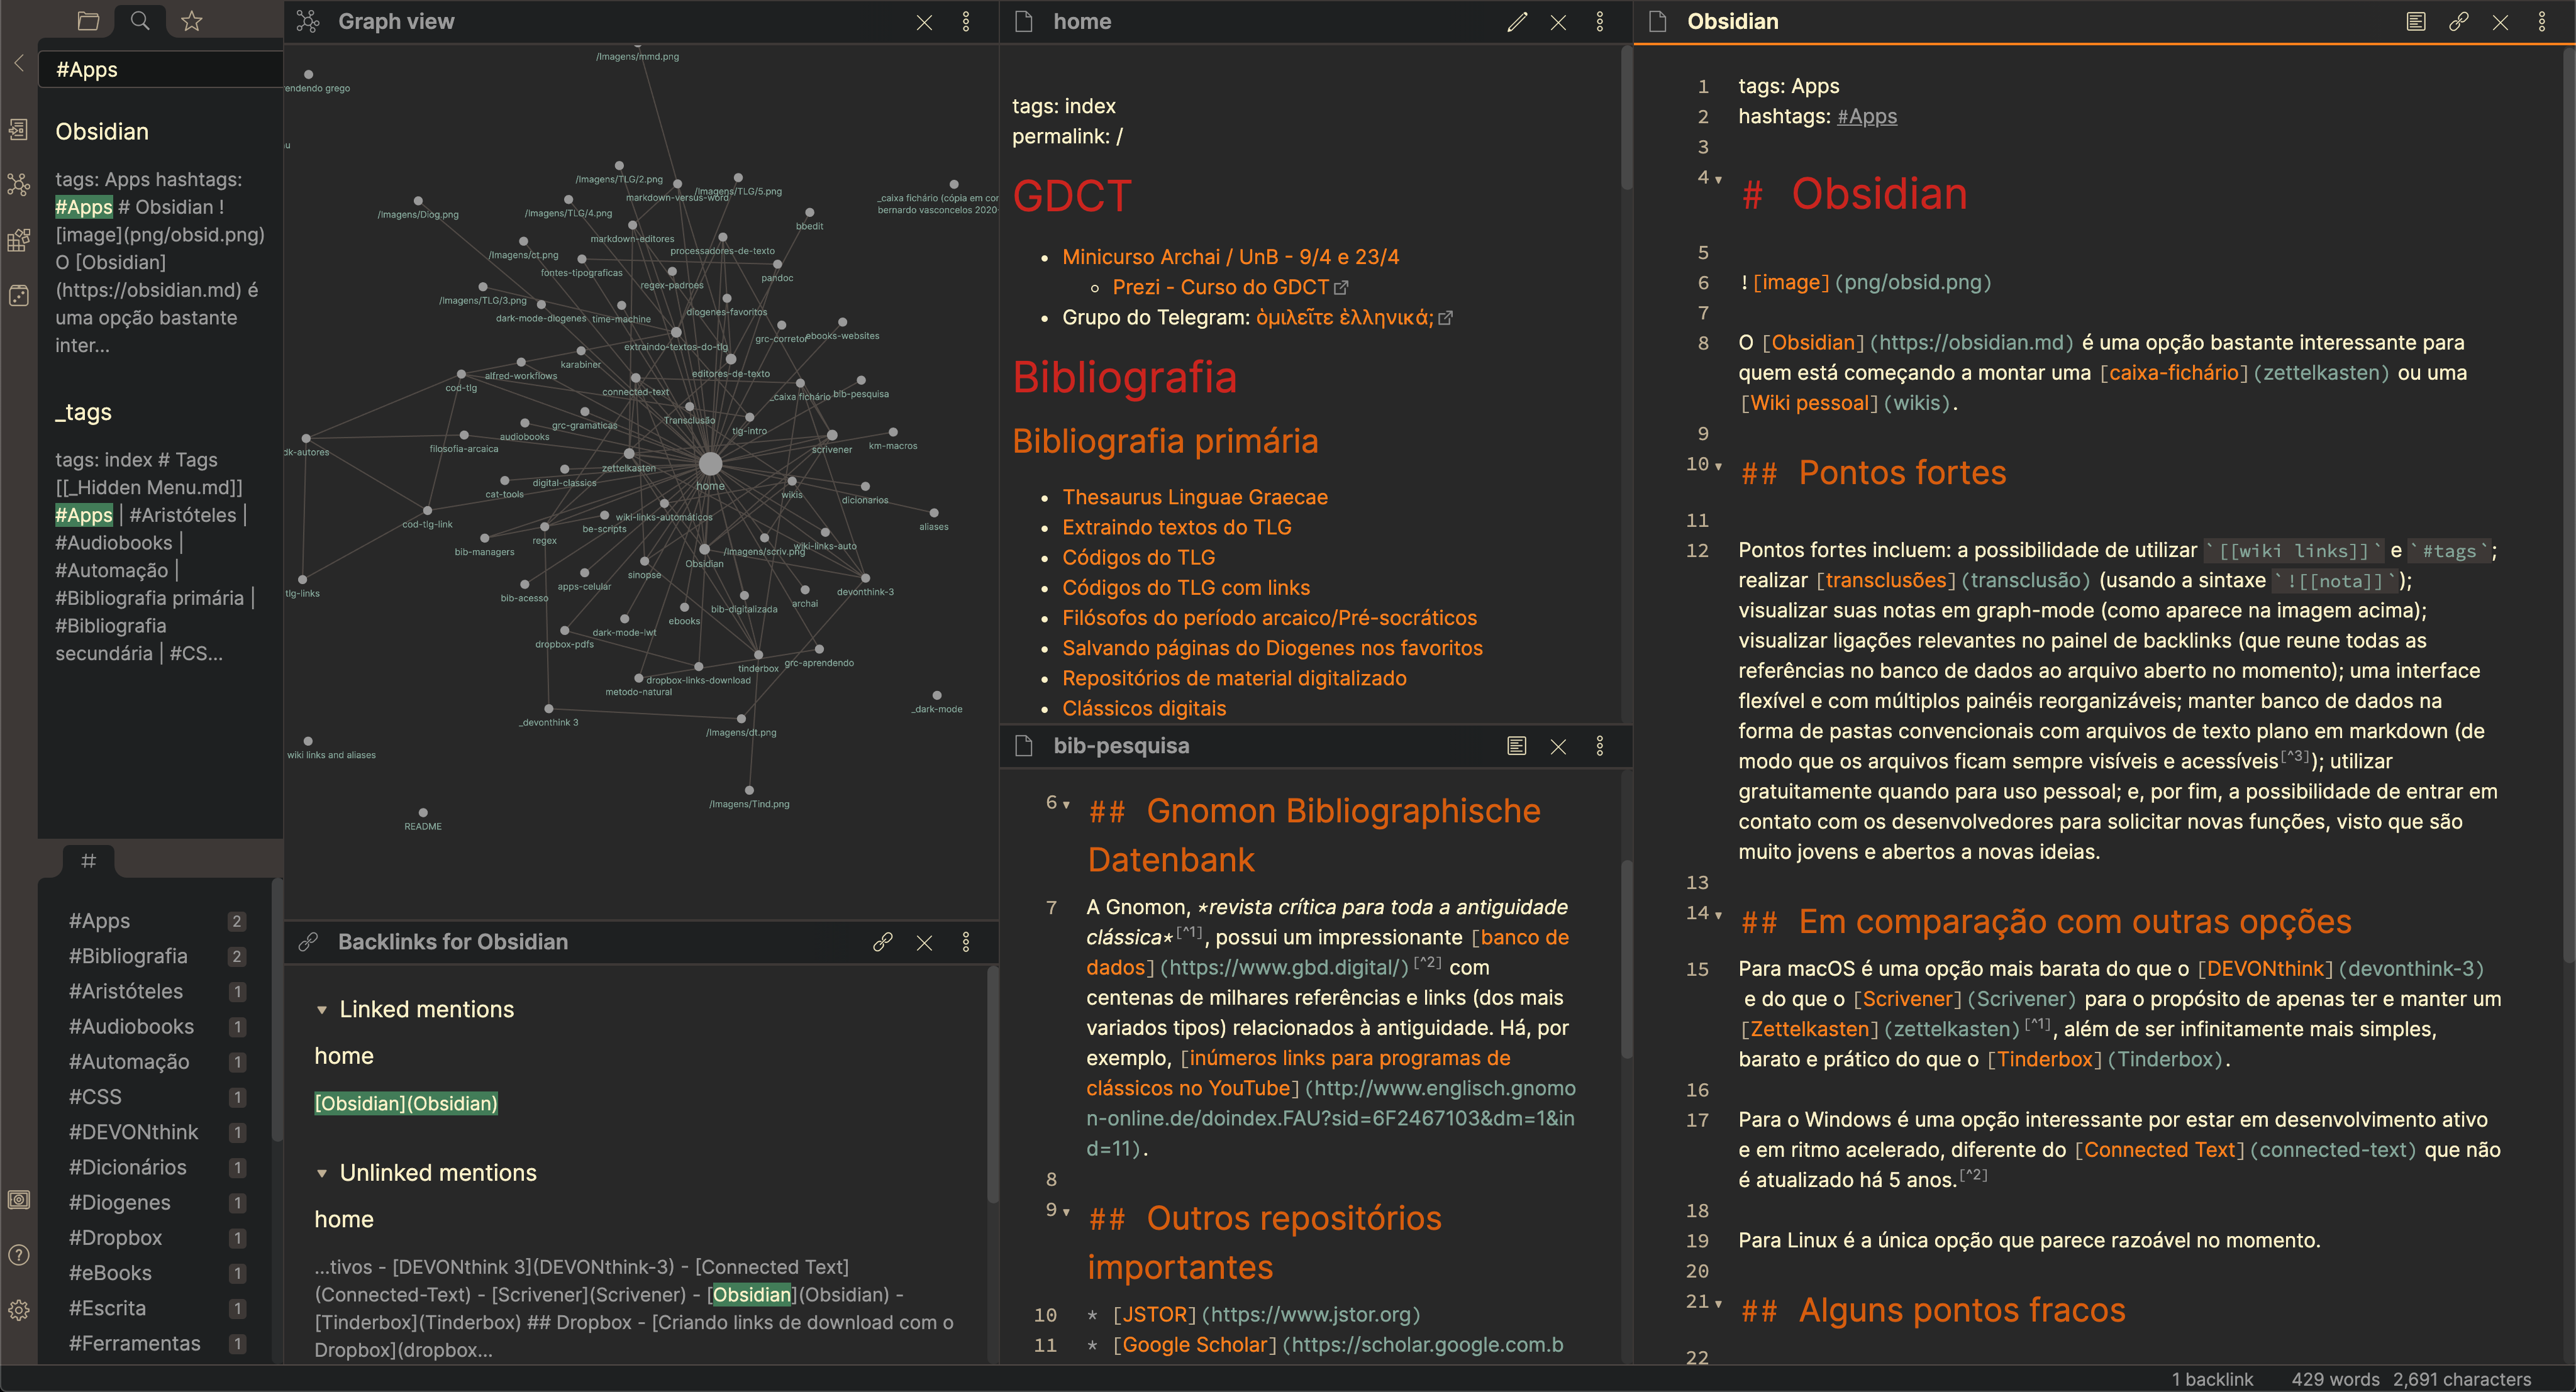 #Apps
Obsidian
tags: Apps hashtags:
#Apps # Obsidian !
[image](png/obsid.png)
O [Obsidian]
(https://obsidian.md) é
uma opção bastante
inter...
_tags
tags: index # Tags
[[_Hidden Menu.md]]
#Apps | #Aristóteles |
#Audiobooks |
#Automação |
#Bibliografia primária |
#Bibliografia
secundária | #CS...
#
#Apps 2
#Bibliografia 2
#Aristóteles 1
#Audiobooks 1
#Automação 1
#CSS 1
#DEVONthink 1
#Dicionários 1
#Diogenes 1
#Dropbox 1
#eBooks 1
#Escrita 1
#Ferramentas 1
Graph view
/Imagens/mmd.png
rendendo grego
/Imagens/TLG/2.png
/Imagens/TLG/5.png
markdown-versus-word
_caixa fichário (cópia em con
bernardo vasconcelos 2020-
/Imagens/Diog.png
/Imagens/TLG/4.png
bbedit
markdown-editores
processadores-de-texto
/Imagens/ct.png
fontes-tipograficas
pandoc
regex-padroes
/Imagens/TLG/3.png
diogenes-favoritos
dark-mode-diogenes
time-machine
grc-corretor
ebooks-websites
extraindo-textos-do-tlg
karabiner
alfred-workflows
editores-de-texto
cod-tlg
connected-text
_caixa fichário
bib-pesquisa
Transclusão
grc-gramaticas
tlg-intro
audiobooks
km-macros
dk-autores
filosofia-arcaica
scrivener
zettelkasten
digital-classics
home
cat-tools
wikis
dicionarios
wiki-links-automáticos
cod-tlg-link
be-scripts
aliases
regex
bib-managers
/Imagens/scriv.png
wiki-links-auto
Obsidian
sinopse
apps-celular
tlg-links
bib-acesso
devonthink-3
archai
bib-digitalizada
ebooks
dark-mode-iwt
dropbox-pdfs
grc-aprendendo
tinderbox
dropbox-links-download
metodo-natural
_dark-mode
_devonthink 3
/Imagens/dt.png
wiki links and aliases
/Imagens/Tind.png
README
Backlinks for Obsidian
Linked mentions
home
[Obsidian](Obsidian)
Unlinked mentions
home
...tivos - [DEVONthink 3](DEVONthink-3) - [Connected Text]
(Connected-Text) - [Scrivener](Scrivener) - [Obsidian](Obsidian) -
[Tinderbox](Tinderbox) ## Dropbox - [Criando links de download com o
Dropbox](dropbox...
home
tags: index
permalink: /
GDCT
• Minicurso Archai / UnB - 9/4 e 23/4
◦ Prezi - Curso do GDCT
• Grupo do Telegram: ὁμιλεῖτε ἑλληνικά;
Bibliografia
Bibliografia primária
• Thesaurus Linguae Graecae
• Extraindo textos do TLG
• Códigos do TLG
• Códigos do TLG com links
• Filósofos do período arcaico/Pré-socráticos
• Salvando páginas do Diogenes nos favoritos
• Repositórios de material digitalizado
• Clássicos digitais
bib-pesquisa
6 ## Gnomon Bibliographische
Datenbank
7 A Gnomon, *revista crítica para toda a antiguidade
clássica*[^1], possui um impressionante [banco de
dados](https://www.gbd.digital/)[^2] com
centenas de milhares referências e links (dos mais
variados tipos) relacionados à antiguidade. Há, por
exemplo, [inúmeros links para programas de
clássicos no YouTube](http://www.englisch.gnomo
n-online.de/doindex.FAU?sid=6F2467103&dm=1&in
d=11).
8
9 ## Outros repositórios
importantes
10 * [JSTOR](https://www.jstor.org)
11 * [Google Scholar](https://scholar.google.com.b
Obsidian
1 tags: Apps
2 hashtags: #Apps
3
4 # Obsidian
5
6 ![image](png/obsid.png)
7
8 O [Obsidian](https://obsidian.md) é uma opção bastante interessante para
quem está começando a montar uma [caixa-fichário](zettelkasten) ou uma
[Wiki pessoal](wikis).
9
10 ## Pontos fortes
11
12 Pontos fortes incluem: a possibilidade de utilizar `[[wiki links]]` e `#tags`;
realizar [transclusões](transclusão) (usando a sintaxe `![[nota]]`);
visualizar suas notas em graph-mode (como aparece na imagem acima);
visualizar ligações relevantes no painel de backlinks (que reune todas as
referências no banco de dados ao arquivo aberto no momento); uma interface
flexível e com múltiplos painéis reorganizáveis; manter banco de dados na
forma de pastas convencionais com arquivos de texto plano em markdown (de
modo que os arquivos ficam sempre visíveis e acessíveis[^3]); utilizar
gratuitamente quando para uso pessoal; e, por fim, a possibilidade de entrar em
contato com os desenvolvedores para solicitar novas funções, visto que são
muito jovens e abertos a novas ideias.
13
14 ## Em comparação com outras opções
15 Para macOS é uma opção mais barata do que o [DEVONthink](devonthink-3)
e do que o [Scrivener](Scrivener) para o propósito de apenas ter e manter um
[Zettelkasten](zettelkasten)[^1], além de ser infinitamente mais simples,
barato e prático do que o [Tinderbox](Tinderbox).
16
17 Para o Windows é uma opção interessante por estar em desenvolvimento ativo
e em ritmo acelerado, diferente do [Connected Text](connected-text) que não
é atualizado há 5 anos.[^2]
18
19 Para Linux é a única opção que parece razoável no momento.
20
21 ## Alguns pontos fracos
22
1 backlink 429 words 2,691 characters